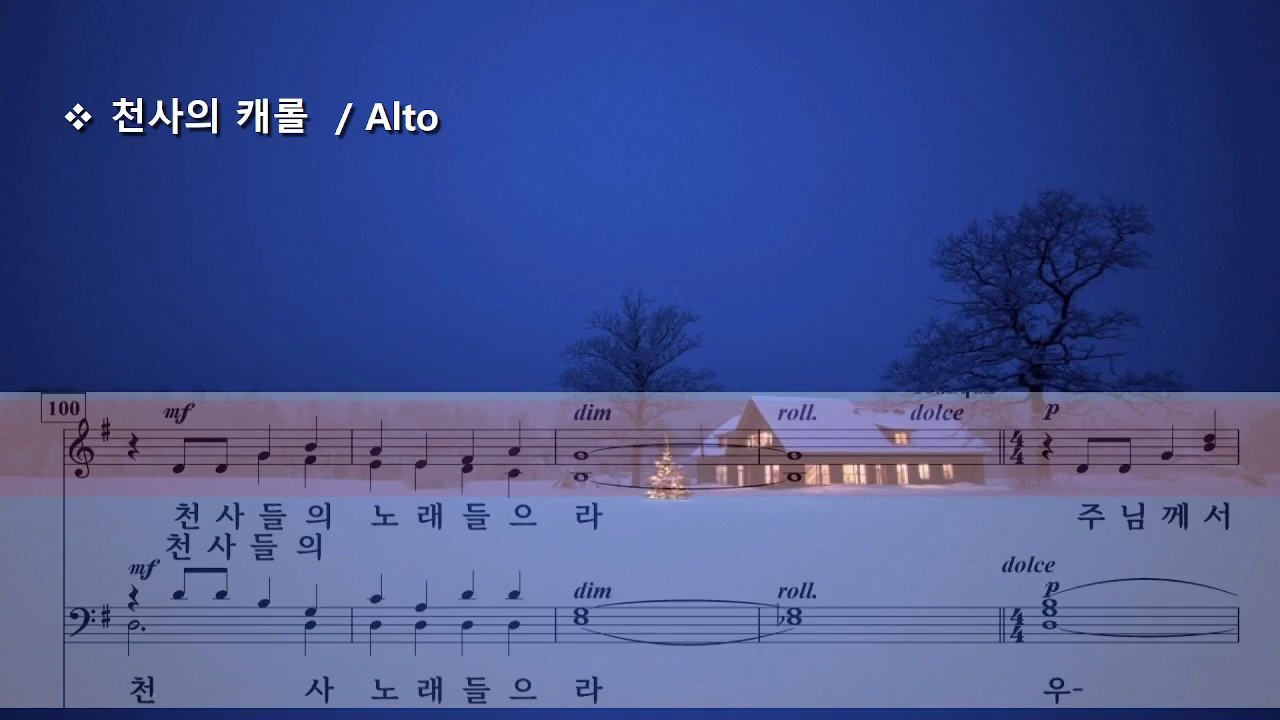 ❖ 천사의 캐롤 / Alto
100 mf dim roll. dolce p
천 사 들 의 노 래 들 으 라 주 님 께 서
천 사 들 의
mf dim roll. dolce p
천 사 노 래 들 으 라 우-